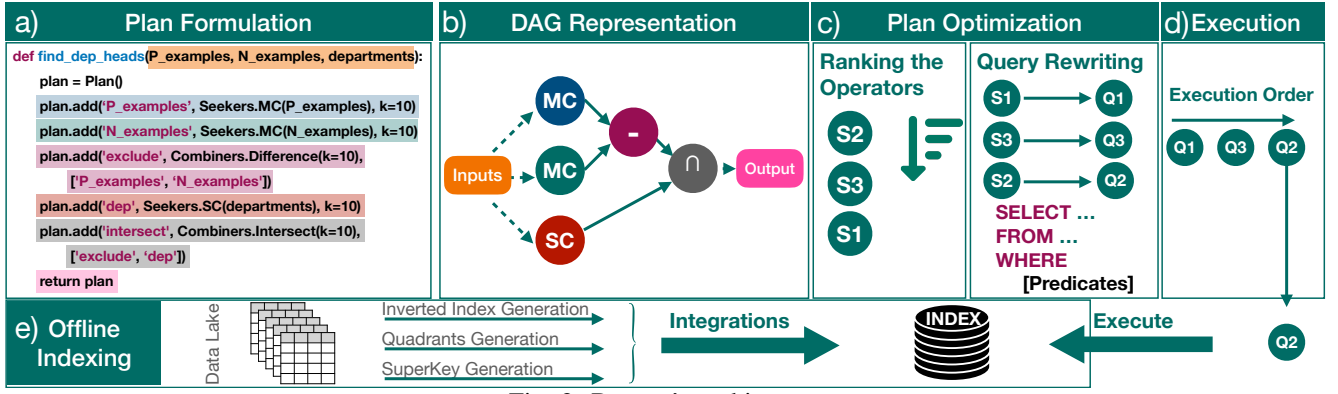 a) Plan Formulation
def find_dep_heads(P_examples, N_examples, departments):
plan = Plan()
plan.add('P_examples', Seekers.MC(P_examples), k=10)
plan.add('N_examples', Seekers.MC(N_examples), k=10)
plan.add('exclude', Combiners.Difference(k=10),
['P_examples', ‘N_examples'])
plan.add('dep', Seekers.SC(departments), k=10)
plan.add('intersect', Combiners.Intersect(k=10),
['exclude', ‘dep'])
return plan
b) DAG Representation
Inputs
MC
MC
SC
-
∩
Output
c) Plan Optimization
Ranking the
Operators
S2
S3
S1
Query Rewriting
S1 Q1
S3 Q3
S2 Q2
SELECT …
FROM …
WHERE
[Predicates]
d) Execution
Execution Order
Q1 Q3 Q2
Q2
e) Offline
Indexing
Data Lake
Inverted Index Generation
Quadrants Generation
SuperKey Generation
Integrations
INDEX
Execute